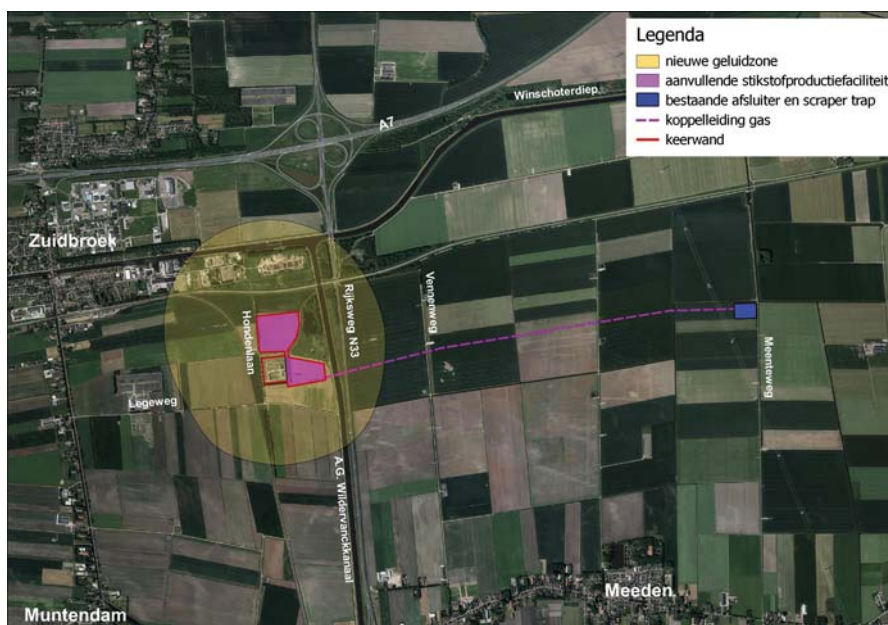 Legenda
nieuwe geluidzone
aanvullende stikstofproductiefaciliteit
bestaande afsluiter en scraper trap
koppelleiding gas
keerwand
Winschoterdiep
A7
Zuidbroek
Hondenlaan
Rijksweg N33
Veenenweg
Meenteweg
Legeweg
A.G. Wildervanckkanaal
Meeden
Muntendam